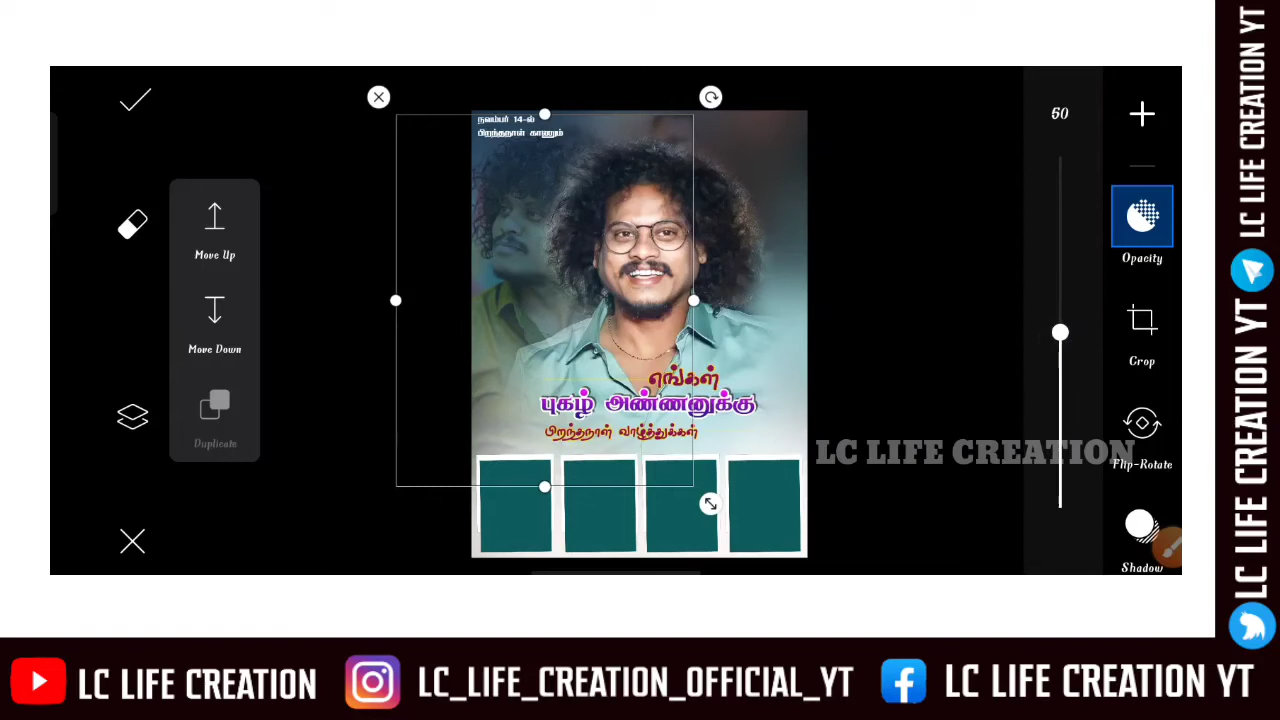 60
Opacity
Crop
Flip-Rotate
Shadow
Move Up
Move Down
Duplicate
நவம்பர் 14-ல்
பிறந்தநாள் காணும்
எங்கள்
புகழ் அண்ணனுக்கு
பிறந்தநாள் வாழ்த்துக்கள்
LC LIFE CREATION
LC LIFE CREATION
LC_LIFE_CREATION_OFFICIAL_YT
LC LIFE CREATION YT
LC LIFE CREATION YT
LC LIFE CREATION YT